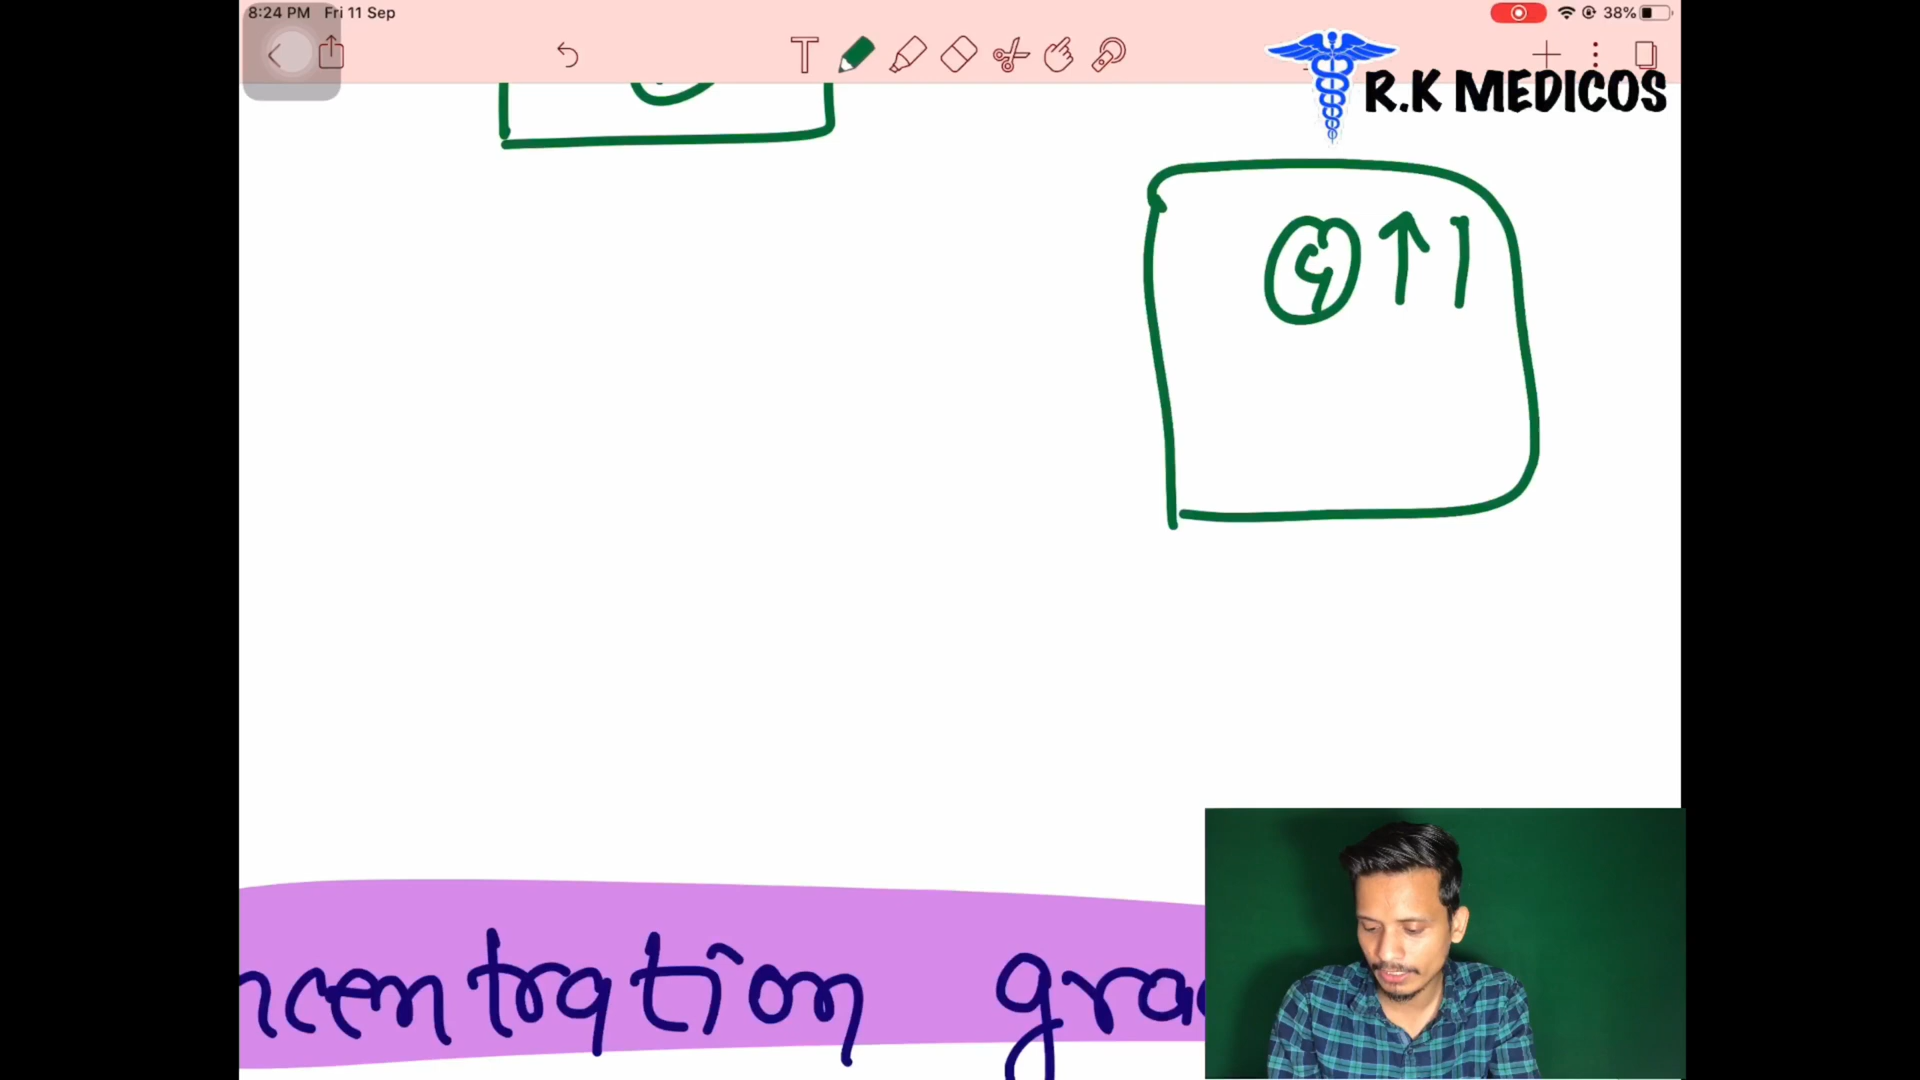 8:24 PM Fri 11 Sep
38%
T
R.K MEDICOS
↑
ncentration grad